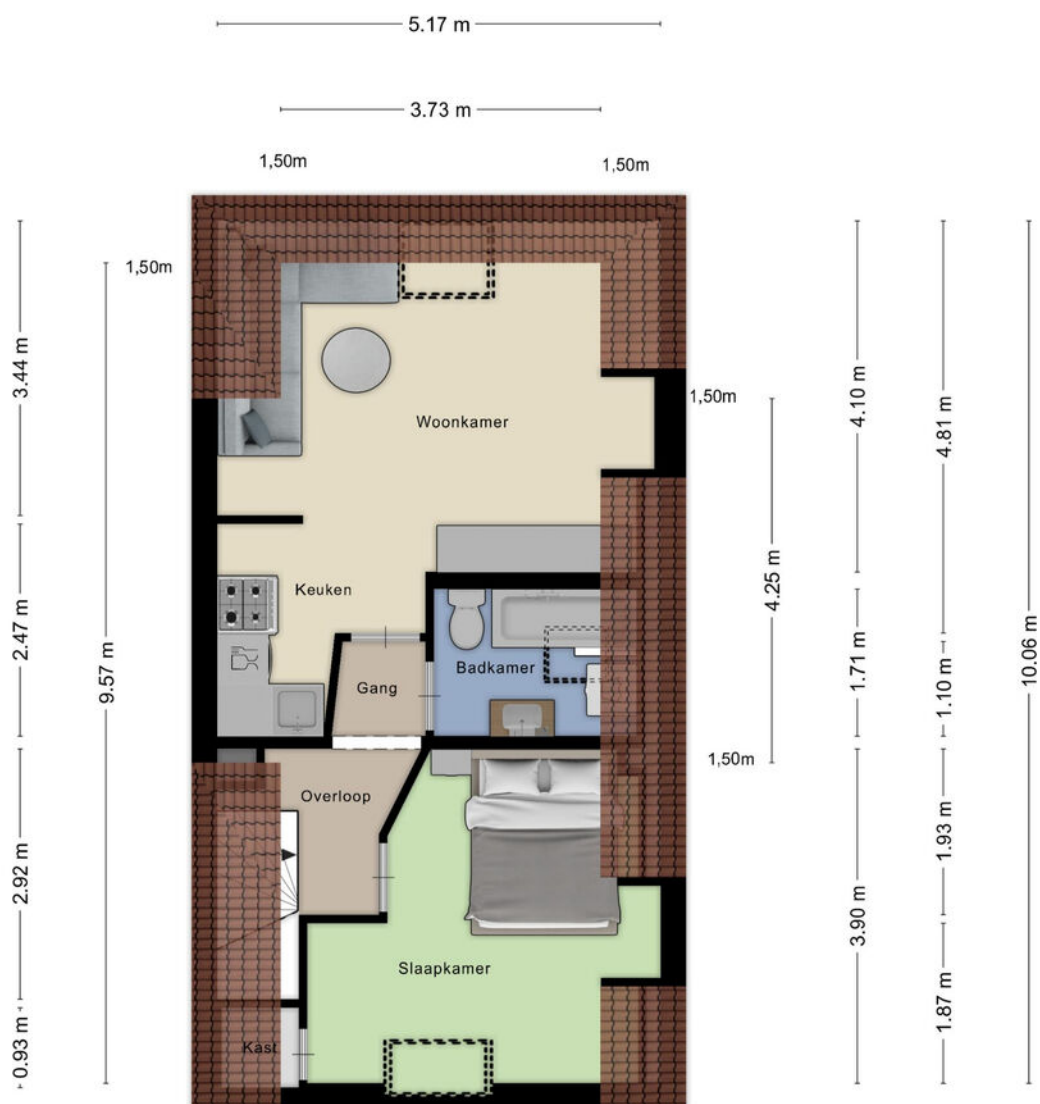 5.17 m
3.73 m
1,50m
1,50m
1,50m
3.44 m
4.10 m
1,50m
4.81 m
Woonkamer
4.25 m
Keuken
2.47 m
9.57 m
Badkamer
Gang
1.71 m
1.10 m
10.06 m
1,50m
Overloop
1.93 m
2.92 m
3.90 m
Slaapkamer
1.87 m
Kast
0.93 m